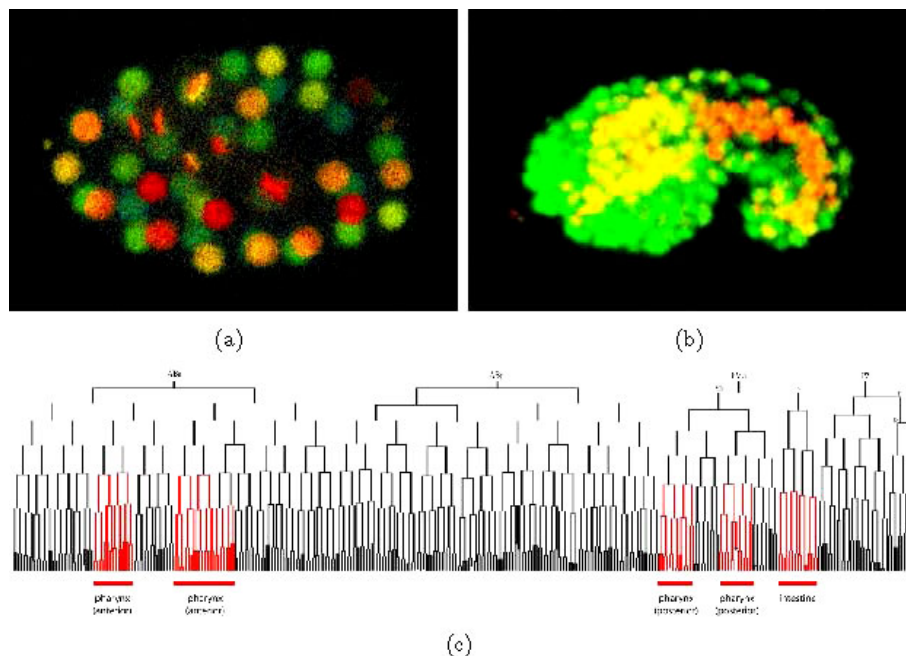 (a)
(b)
pharynx
(anterior)
pharynx
(anterior)
pharynx
(posterior)
pharynx
(posterior)
intestine
(c)